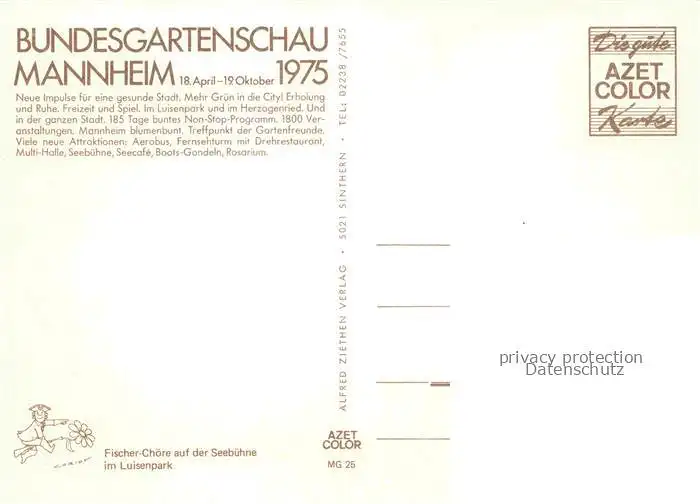 BUNDESGARTENSCHAU
MANNHEIM 18. April–19. Oktober 1975
Neue Impulse für eine gesunde Stadt. Mehr Grün in die City! Erholung
und Ruhe. Freizeit und Spiel. Im Luisenpark und im Herzogenried. Und
in der ganzen Stadt. 185 Tage buntes Non-Stop-Programm. 1800 Ver-
anstaltungen. Mannheim blumenbunt. Treffpunkt der Gartenfreunde.
Viele neue Attraktionen: Aerobus, Fernsehturm mit Drehrestaurant,
Multi-Halle, Seebühne, Seecafé, Boots-Gondeln, Rosarium.
ALFRED ZIETHEN VERLAG · 5021 SINTHERN · TEL: 02238/7655
Die gute
AZET
COLOR
Karte
privacy protection
Datenschutz
Fischer-Chöre auf der Seebühne
im Luisenpark
AZET
COLOR
MG 25